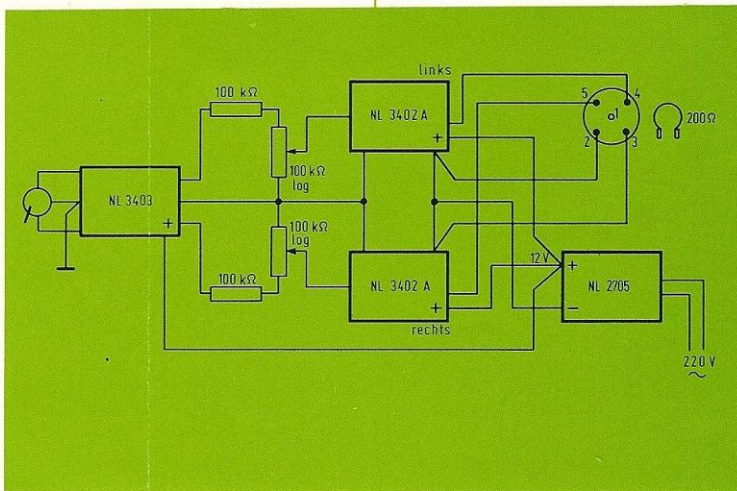 links
100 kΩ
NL 3402 A
+
5
4
1
2
3
200Ω
100 kΩ
log
NL 3403
+
100 kΩ
log
100 kΩ
NL 3402 A
+
rechts
12 V
+
NL 2705
−
220 V
~